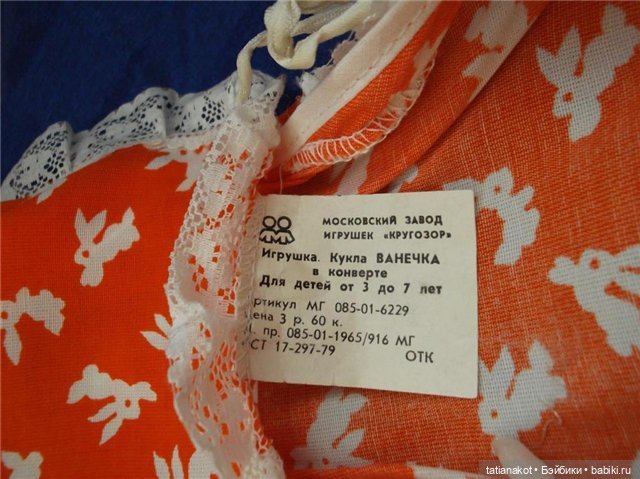 МОСКОВСКИЙ ЗАВОД
ИГРУШЕК «КРУГОЗОР»
Игрушка. Кукла ВАНЕЧКА
в конверте
Для детей от 3 до 7 лет
ртикул МГ 085-01-6229
ена 3 р. 60 к.
. пр. 085-01-1965/916 МГ
СТ 17-297-79 ОТК
tatianakot • Бэйбики • babiki.ru